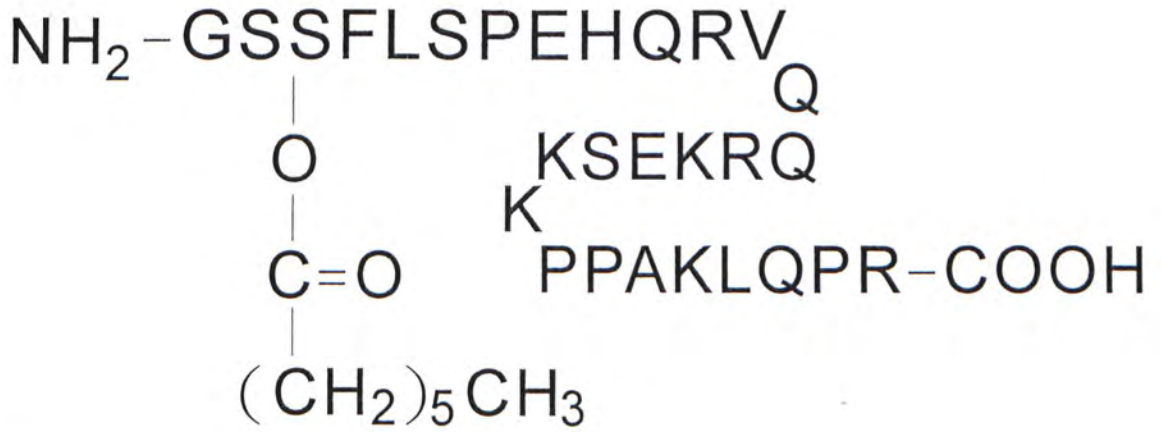 NH2-GSSFLSPEHQRV
Q
O
KSEKRQ
K
C=O
PPAKLQPR-COOH
(CH2)5CH3